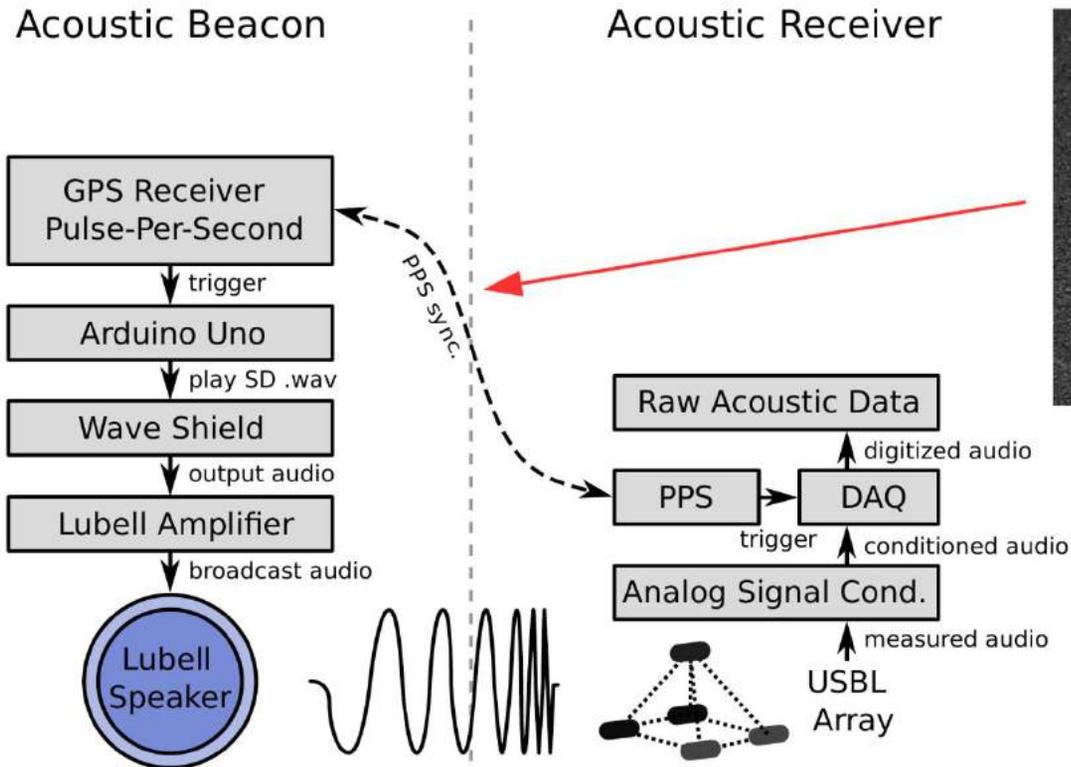 Acoustic Beacon
Acoustic Receiver
GPS Receiver
Pulse-Per-Second
trigger
Arduino Uno
play SD .wav
Wave Shield
output audio
Lubell Amplifier
broadcast audio
Lubell
Speaker
PPS sync.
Raw Acoustic Data
digitized audio
PPS
DAQ
trigger
conditioned audio
Analog Signal Cond.
measured audio
USBL
Array